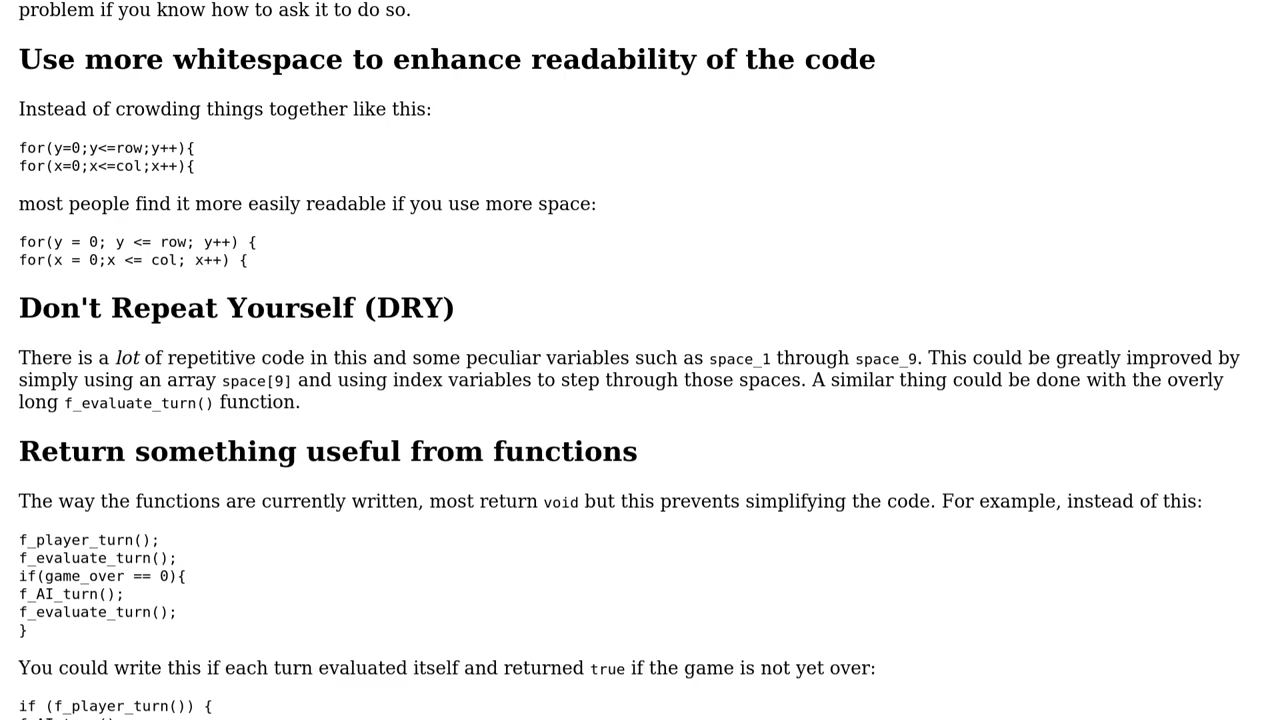 problem if you know how to ask it to do so.
Use more whitespace to enhance readability of the code
Instead of crowding things together like this:
for(y=0;y<=row;y++){
for(x=0;x<=col;x++){
most people find it more easily readable if you use more space:
for(y = 0; y <= row; y++) {
for(x = 0;x <= col; x++) {
Don't Repeat Yourself (DRY)
There is a lot of repetitive code in this and some peculiar variables such as space_1 through space_9. This could be greatly improved by
simply using an array space[9] and using index variables to step through those spaces. A similar thing could be done with the overly
long f_evaluate_turn() function.
Return something useful from functions
The way the functions are currently written, most return void but this prevents simplifying the code. For example, instead of this:
f_player_turn();
f_evaluate_turn();
if(game_over == 0){
f_AI_turn();
f_evaluate_turn();
}
You could write this if each turn evaluated itself and returned true if the game is not yet over:
if (f_player_turn()) {